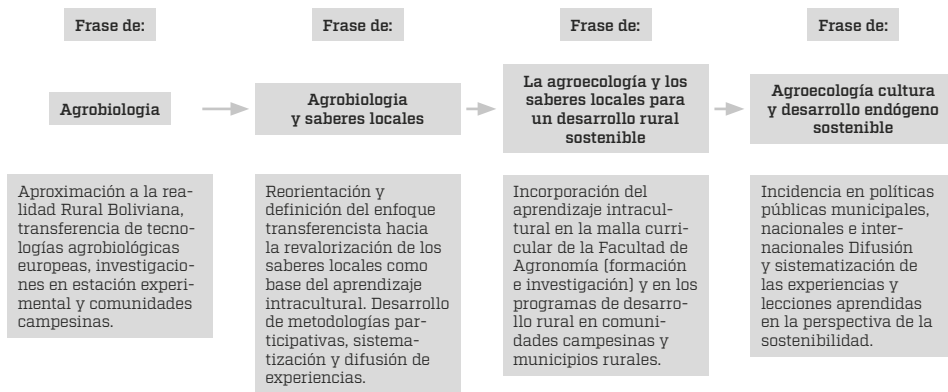 Frase de:
Agrobiologia
Aproximación a la rea-
lidad Rural Boliviana,
transferencia de tecno-
logías agrobiológicas
europeas, investigacio-
nes en estación experi-
mental y comunidades
campesinas.
Frase de:
Agrobiologia
y saberes locales
Reorientación y
definición del enfoque
transferencista hacia
la revalorización de los
saberes locales como
base del aprendizaje
intracultural. Desarrollo
de metodologías par-
ticipativas, sistema-
tización y difusión de
experiencias.
Frase de:
La agroecología y los
saberes locales para
un desarrollo rural
sostenible
Incorporación del
aprendizaje intracul-
tural en la malla curri-
cular de la Facultad de
Agronomía (formación
e investigación) y en los
programas de desarro-
llo rural en comuni-
dades campesinas y
municipios rurales.
Frase de:
Agroecología cultura
y desarrollo endógeno
sostenible
Incidencia en políticas
públicas municipales,
nacionales e inter-
nacionales Difusión
y sistematización de
las experiencias y
lecciones aprendidas
en la perspectiva de la
sostenibilidad.